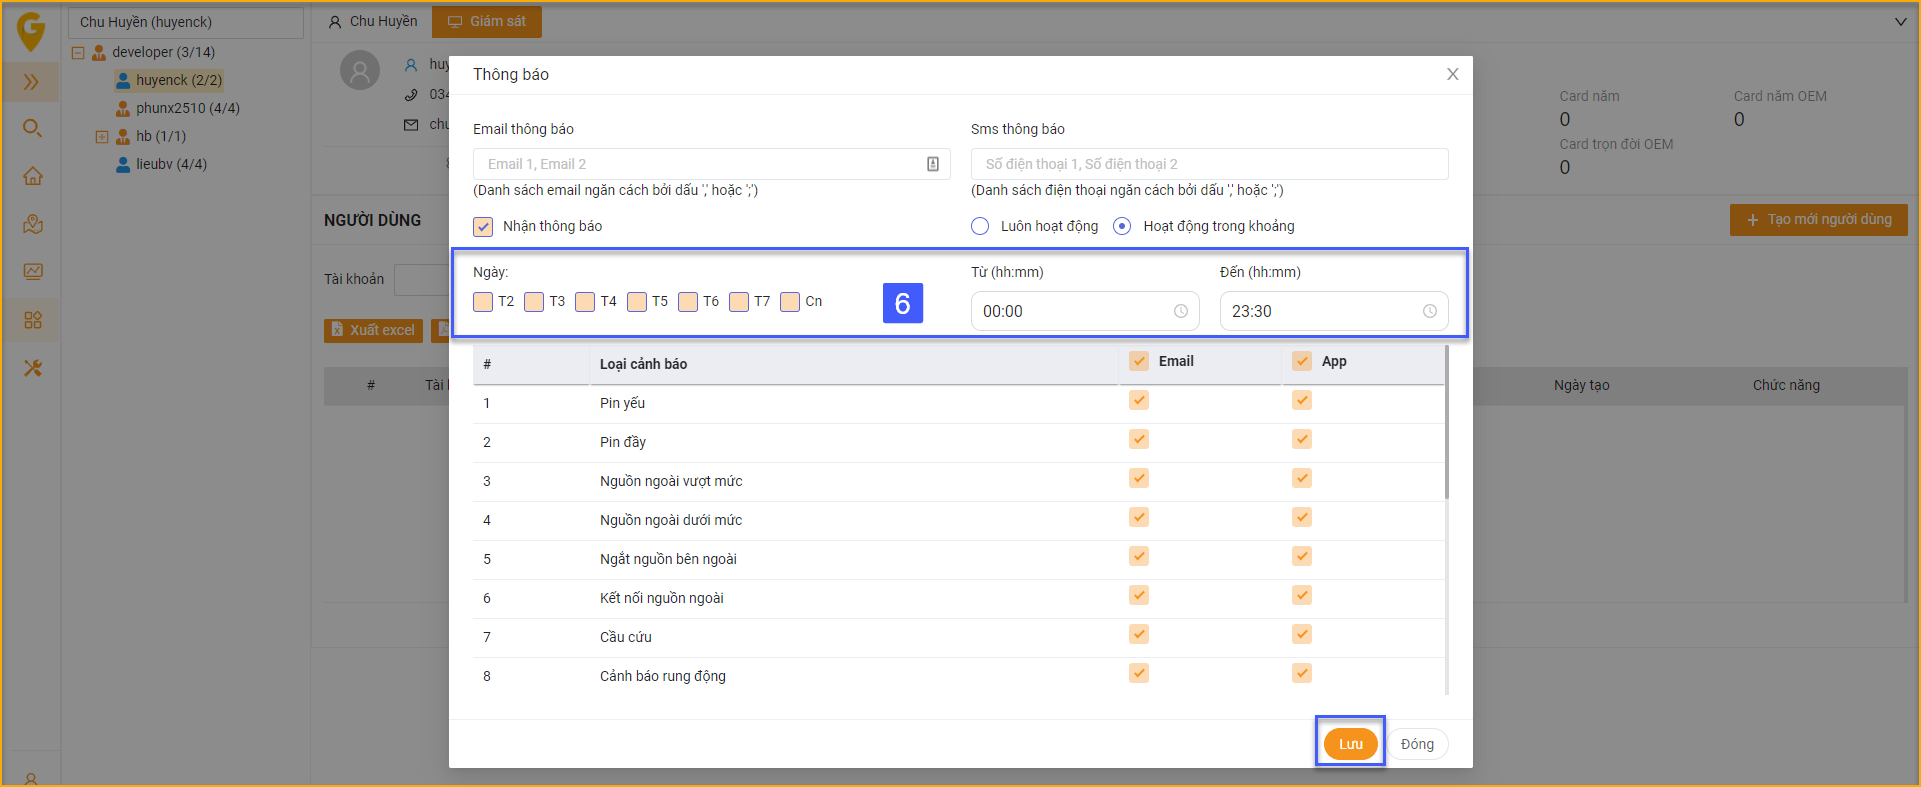 Chu Huyền (huyenck)
developer (3/14)
huyenck (2/2)
phunx2510 (4/4)
hb (1/1)
lieubv (4/4)
Chu Huyền
Giám sát
Card năm
0
Card năm OEM
0
Card trọn đời OEM
0
NGƯỜI DÙNG
Tạo mới người dùng
Tài khoản
Xuất excel
#
Ngày tạo
Chức năng
Thông báo
Email thông báo
Email 1, Email 2
(Danh sách email ngăn cách bởi dấu ',' hoặc ';')
Sms thông báo
Số điện thoại 1, Số điện thoại 2
(Danh sách điện thoại ngăn cách bởi dấu ',' hoặc ';')
Nhận thông báo
Luôn hoạt động
Hoạt động trong khoảng
Ngày:
T2 T3 T4 T5 T6 T7 Cn
6
Từ (hh:mm)
00:00
Đến (hh:mm)
23:30
# Loại cảnh báo Email App
1 Pin yếu
2 Pin đầy
3 Nguồn ngoài vượt mức
4 Nguồn ngoài dưới mức
5 Ngắt nguồn bên ngoài
6 Kết nối nguồn ngoài
7 Cầu cứu
8 Cảnh báo rung động
Lưu
Đóng